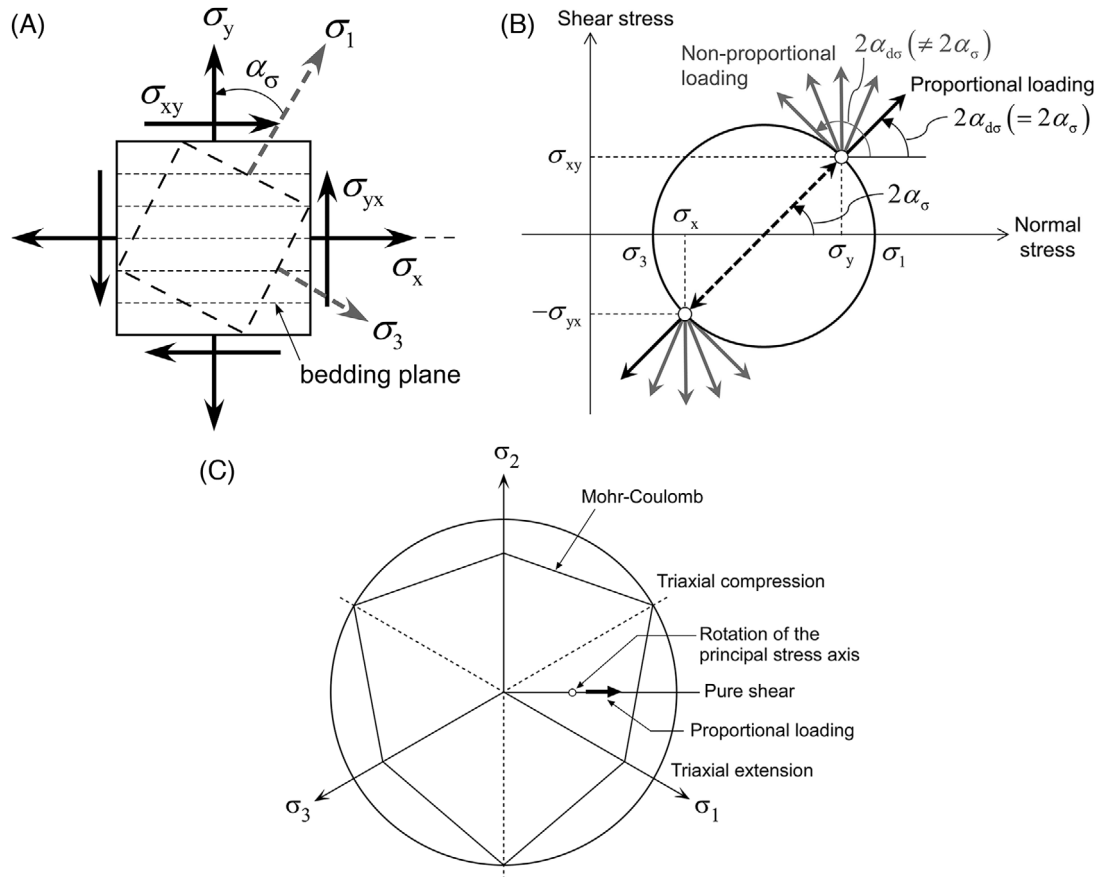 (A)
σy
σ1
ασ
σxy
σyx
σx
σ3
bedding plane
(B)
Shear stress
Non-proportional
loading
2αdσ(≠2ασ)
Proportional loading
2αdσ(=2ασ)
σxy
2ασ
σx
Normal
stress
σ3
σy
σ1
−σyx
(C)
σ2
Mohr-Coulomb
Triaxial compression
Rotation of the
principal stress axis
Pure shear
Proportional loading
Triaxial extension
σ3
σ1